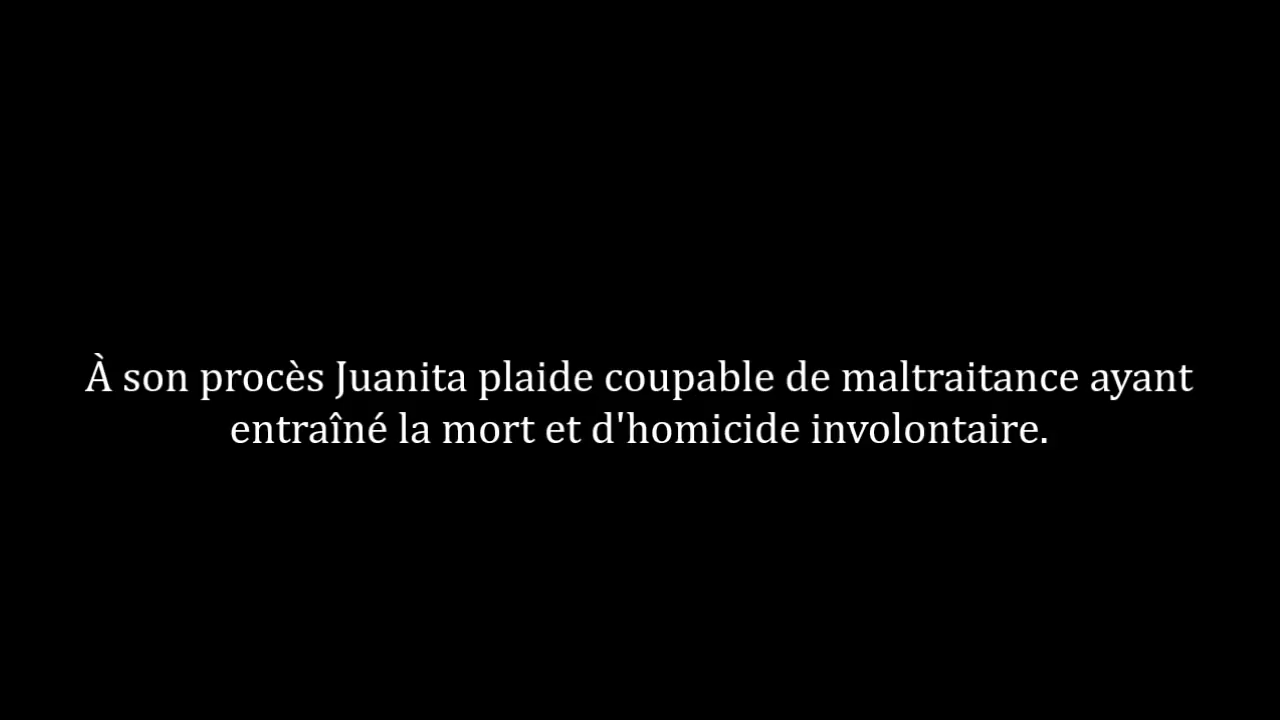 À son procès Juanita plaide coupable de maltraitance ayant
entraîné la mort et d'homicide involontaire.